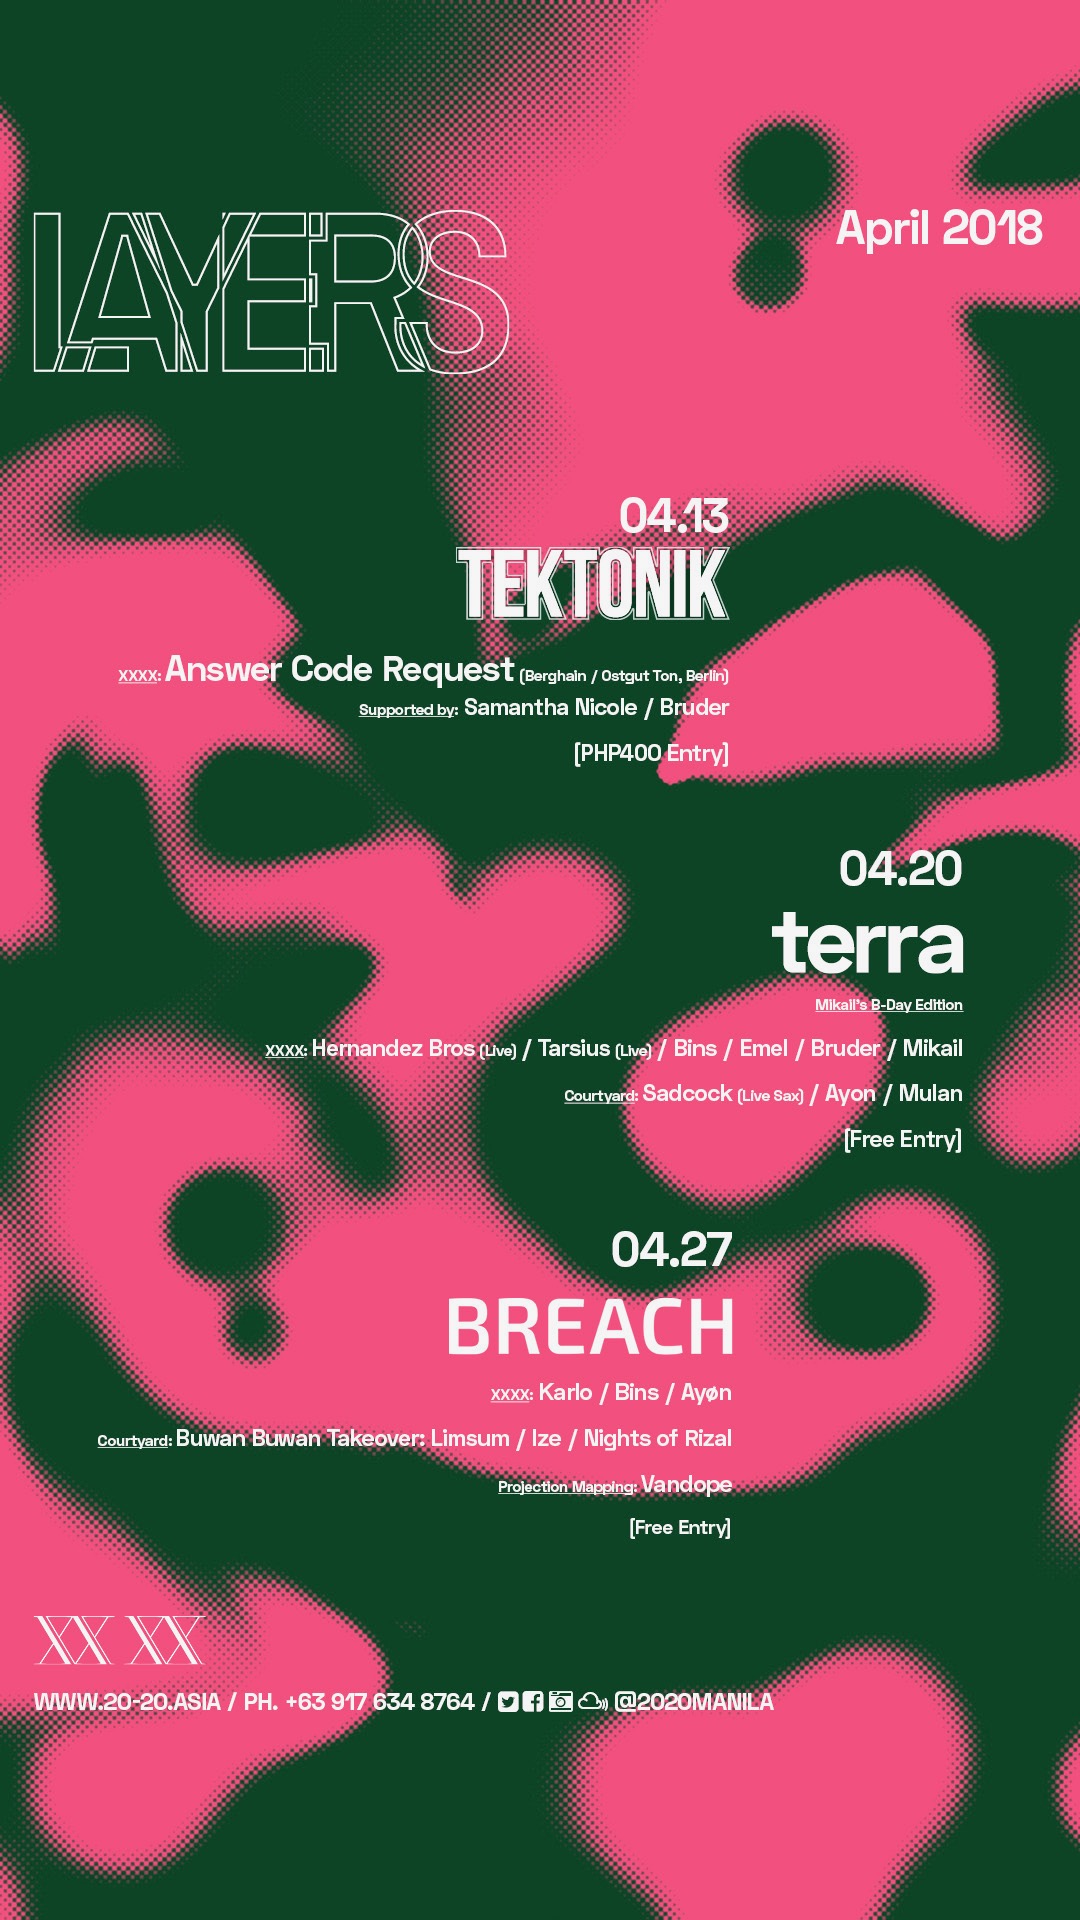 LAYERS
April 2018
04.13
TEKTONIK
XXXX: Answer Code Request (Berghain / Ostgut Ton, Berlin)
Supported by: Samantha Nicole / Bruder
[PHP400 Entry]
04.20
terra
Mikail's B-Day Edition
XXXX: Hernandez Bros (Live) / Tarsius (Live) / Bins / Emel / Bruder / Mikail
Courtyard: Sadcock (Live Sax) / Ayon / Mulan
[Free Entry]
04.27
BREACH
XXXX: Karlo / Bins / Ayøn
Courtyard: Buwan Buwan Takeover: Limsum / Ize / Nights of Rizal
Projection Mapping: Vandope
[Free Entry]
XX XX
WWW.20-20.ASIA / PH. +63 917 634 8764 / @2020MANILA